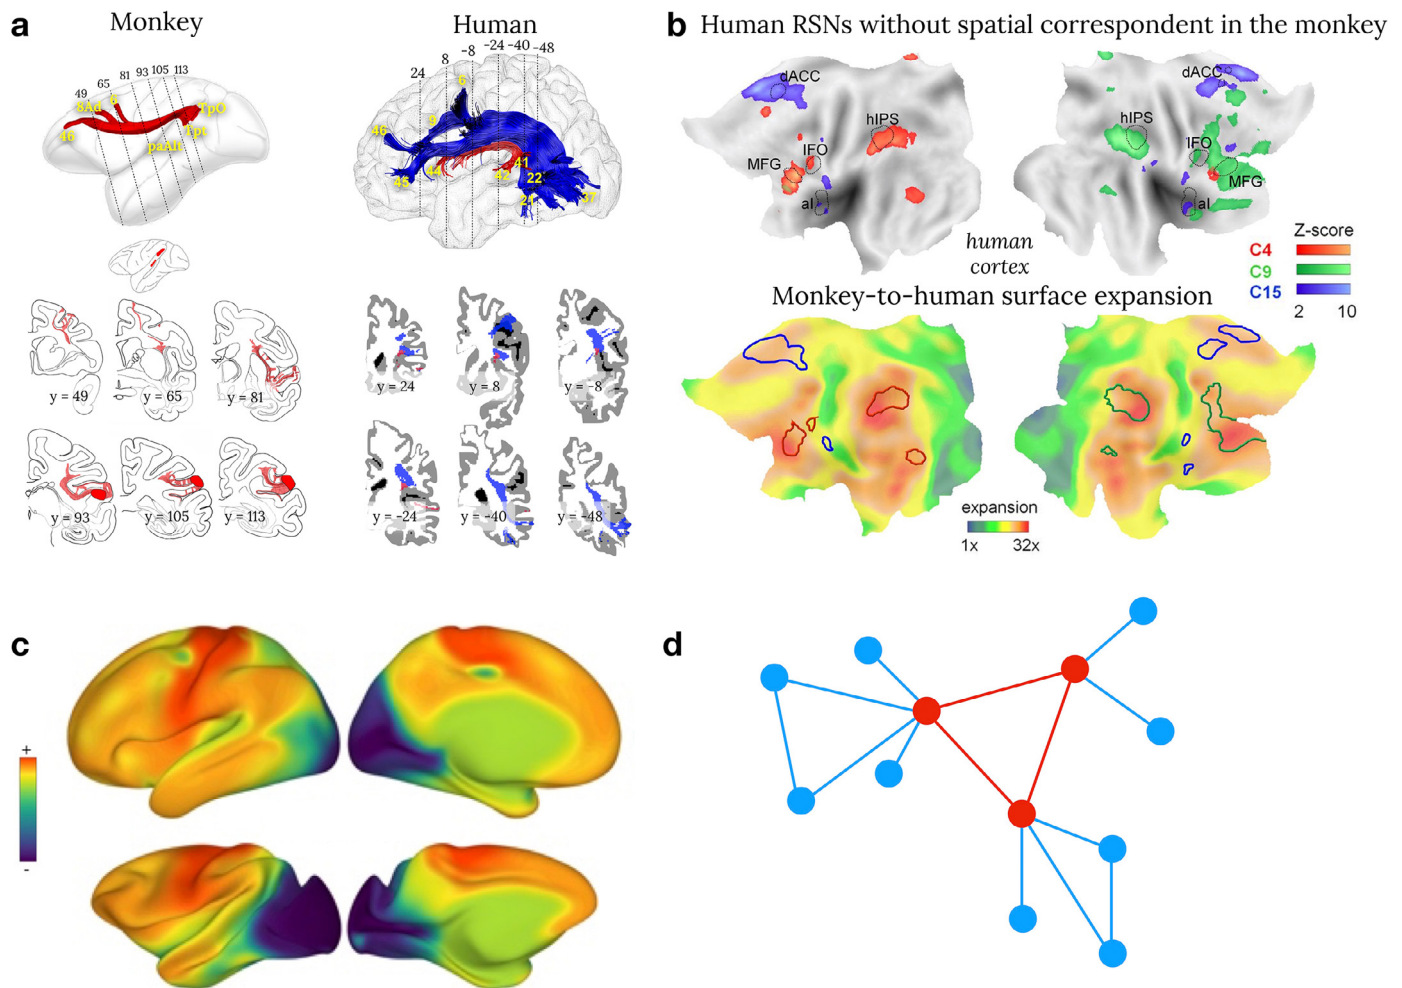 a
Monkey
Human
49
65
81
93
105
113
8Ad
6
46
TpO
Tpt
paAlt
24
8
-8
-24
-40
-48
6
9
46
45
44
41
42
22
21
37
y = 49
y = 65
y = 81
y = 93
y = 105
y = 113
y = 24
y = 8
y = -8
y = -24
y = -40
y = -48
b
Human RSNs without spatial correspondent in the monkey
dACC
hIPS
IFO
MFG
aI
dACC
hIPS
IFO
MFG
aI
human
cortex
Z-score
C4
C9
C15
2 10
Monkey-to-human surface expansion
expansion
1x 32x
c
+
-
d